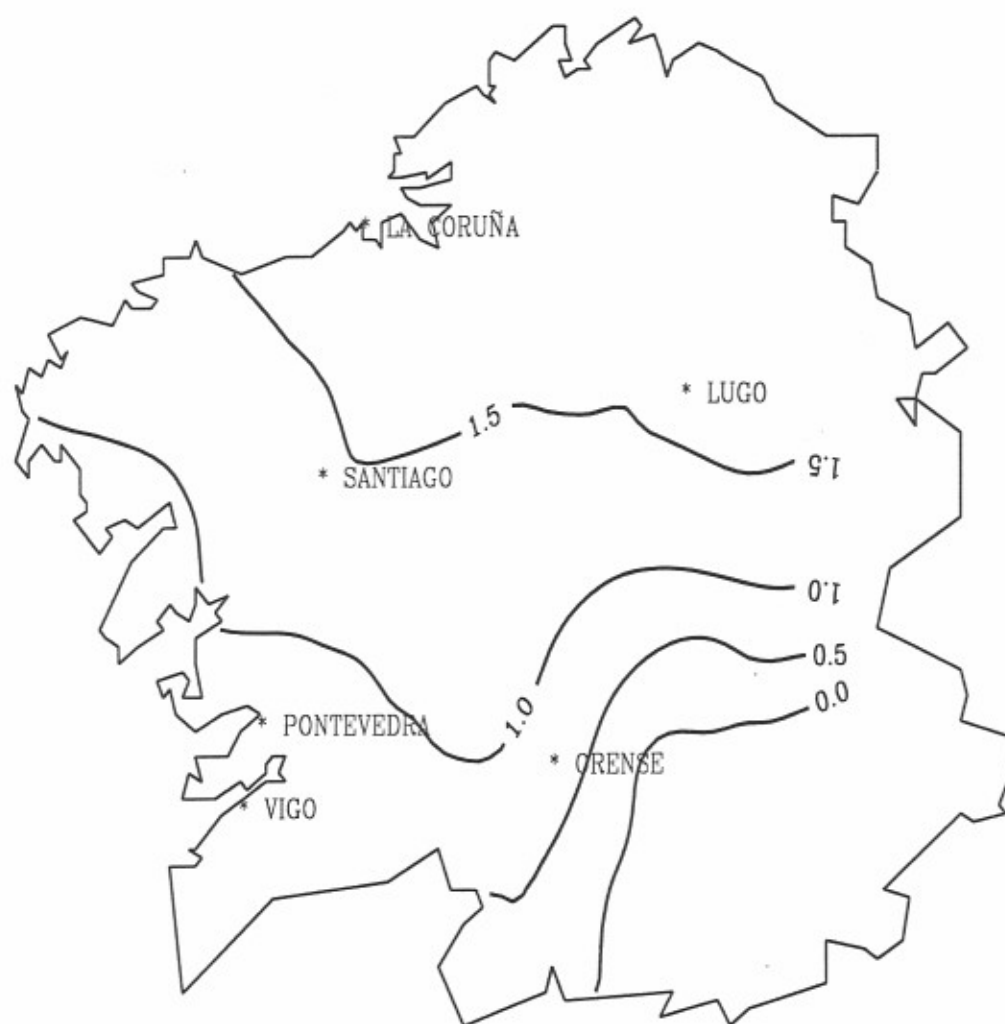 * LA CORUÑA
* LUGO
1.5
1.5
* SANTIAGO
1.0
0.5
0.0
1.0
* PONTEVEDRA
* ORENSE
* VIGO